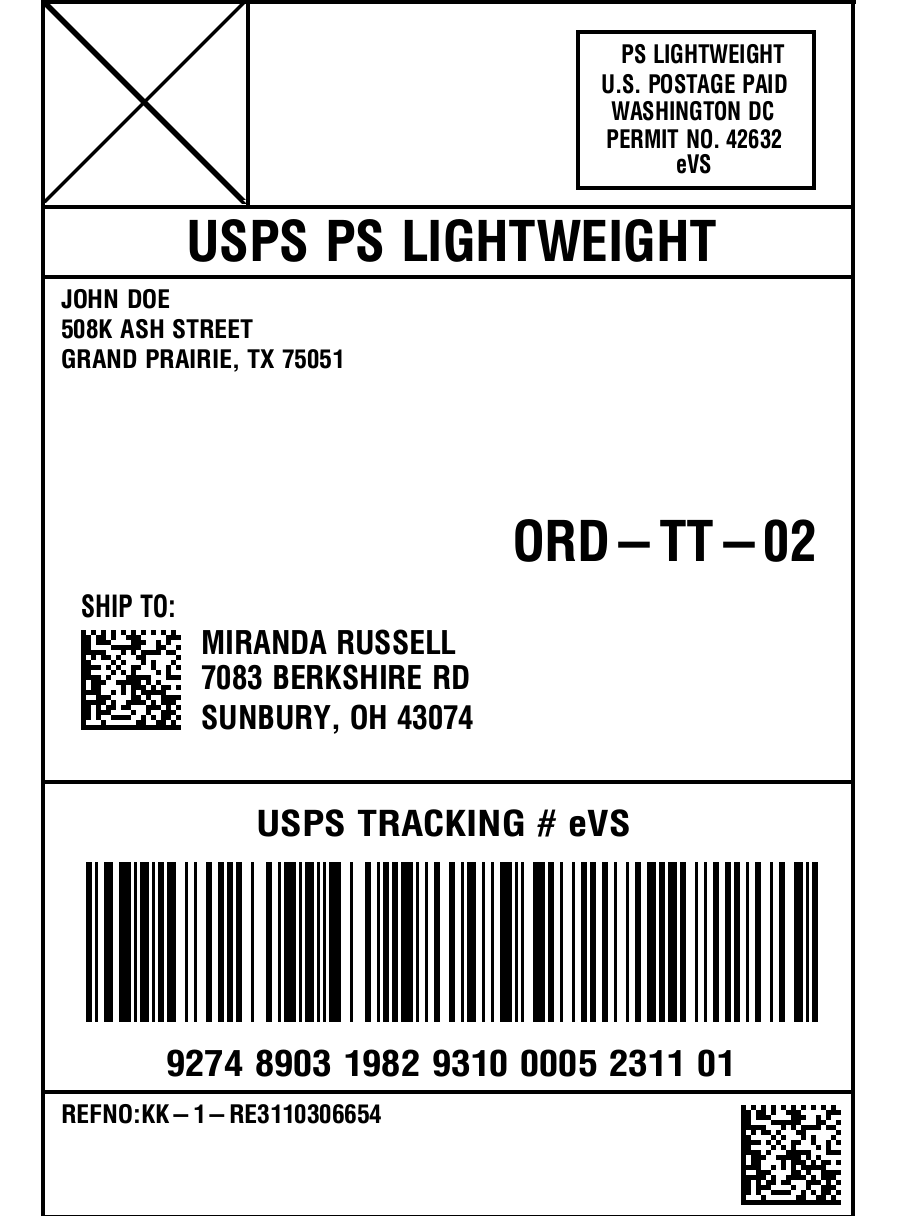 PS LIGHTWEIGHT
U.S. POSTAGE PAID
WASHINGTON DC
PERMIT NO. 42632
eVS
USPS PS LIGHTWEIGHT
JOHN DOE
508K ASH STREET
GRAND PRAIRIE, TX 75051
ORD – TT – 02
SHIP TO:
MIRANDA RUSSELL
7083 BERKSHIRE RD
SUNBURY, OH 43074
USPS TRACKING # eVS
9274 8903 1982 9310 0005 2311 01
REFNO:KK – 1 – RE3110306654